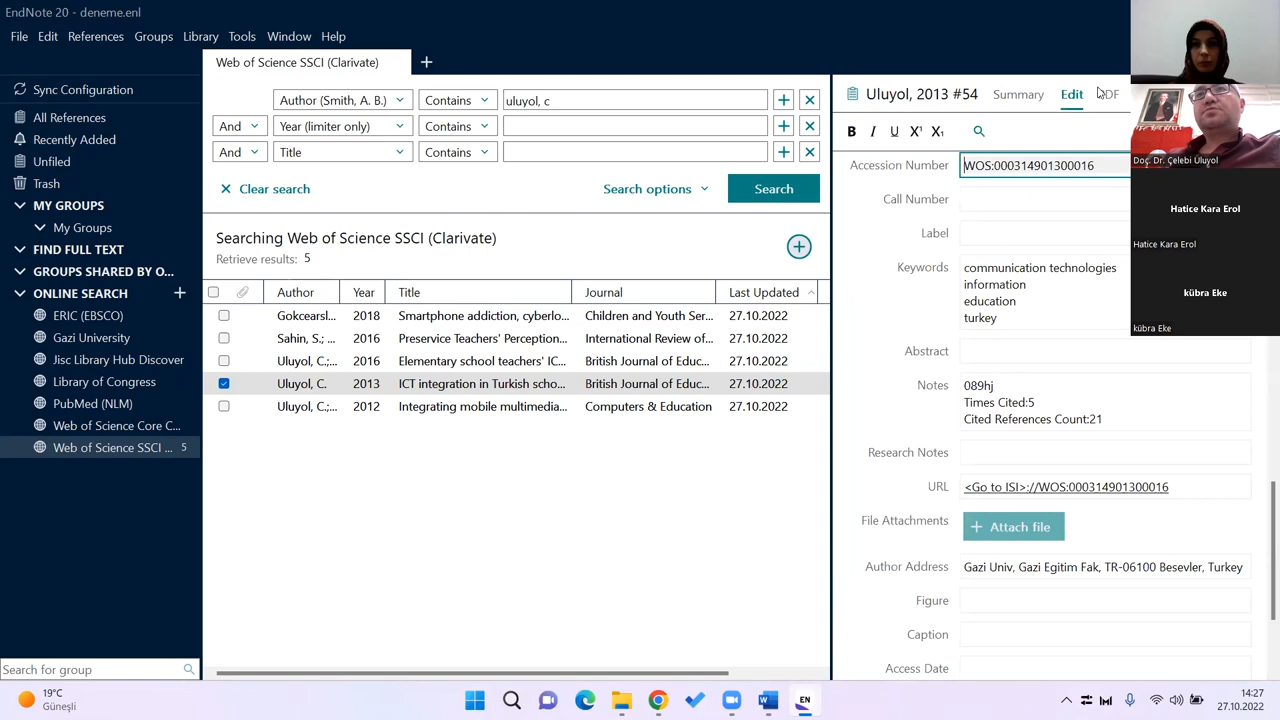 EndNote 20 - deneme.enl
File Edit References Groups Library Tools Window Help
Sync Configuration
All References
Recently Added
Unfiled
Trash
MY GROUPS
My Groups
FIND FULL TEXT
GROUPS SHARED BY O...
ONLINE SEARCH
ERIC (EBSCO)
Gazi University
Jisc Library Hub Discover
Library of Congress
PubMed (NLM)
Web of Science Core C...
Web of Science SSCI ... 5
Search for group
Web of Science SSCI (Clarivate)
Author (Smith, A. B.) Contains uluyol, c
And Year (limiter only) Contains
And Title Contains
Clear search Search options Search
Searching Web of Science SSCI (Clarivate)
Retrieve results: 5
Author Year Title Journal Last Updated
Gokcearsl... 2018 Smartphone addiction, cyberlo... Children and Youth Ser... 27.10.2022
Sahin, S.; ... 2016 Preservice Teachers' Perception... International Review of... 27.10.2022
Uluyol, C.;... 2016 Elementary school teachers' IC... British Journal of Educ... 27.10.2022
Uluyol, C. 2013 ICT integration in Turkish scho... British Journal of Educ... 27.10.2022
Uluyol, C.;... 2012 Integrating mobile multimedia... Computers & Education 27.10.2022
Uluyol, 2013 #54 Summary Edit PDF
B I U X¹ X₁
Accession Number WOS:000314901300016
Call Number
Label
Keywords communication technologies
information
education
turkey
Abstract
Notes 089hj
Times Cited:5
Cited References Count:21
Research Notes
URL <Go to ISI>://WOS:000314901300016
File Attachments Attach file
Author Address Gazi Univ, Gazi Egitim Fak, TR-06100 Besevler, Turkey
Figure
Caption
Access Date
Doç. Dr. Çelebi Uluyol
Hatice Kara Erol
Hatice Kara Erol
kübra Eke
kübra Eke
19°C
Güneşli
EN
14:27
27.10.2022